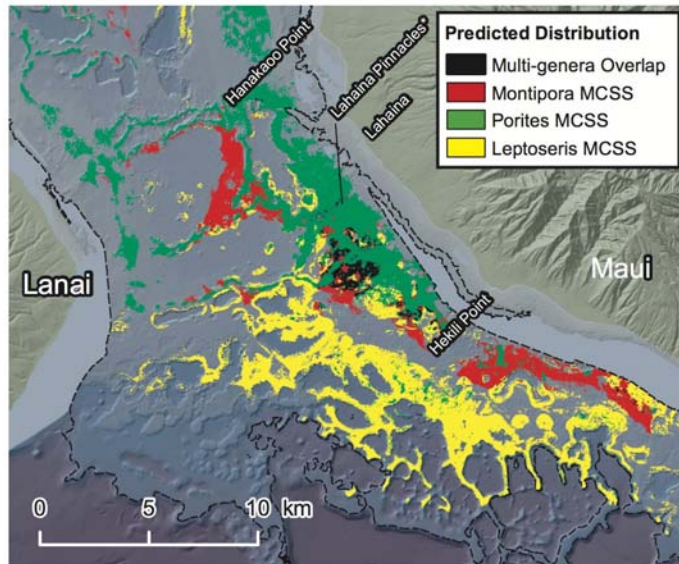 Predicted Distribution
Multi-genera Overlap
Montipora MCSS
Porites MCSS
Leptoseris MCSS
Hanakaoo Point
Lahaina Pinnacles*
Lahaina
Lanai
Maui
Hekili Point
0 5 10 km